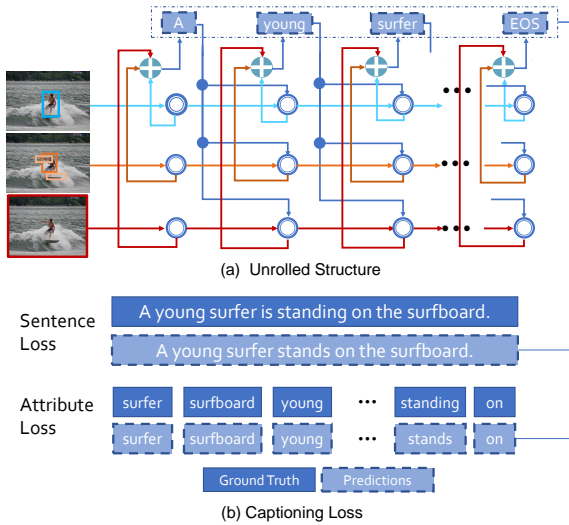 A young surfer EOS
(a) Unrolled Structure
Sentence Loss
A young surfer is standing on the surfboard.
A young surfer stands on the surfboard.
Attribute Loss
surfer surfboard young ••• standing on
surfer surfboard young stands on
Ground Truth Predictions
(b) Captioning Loss